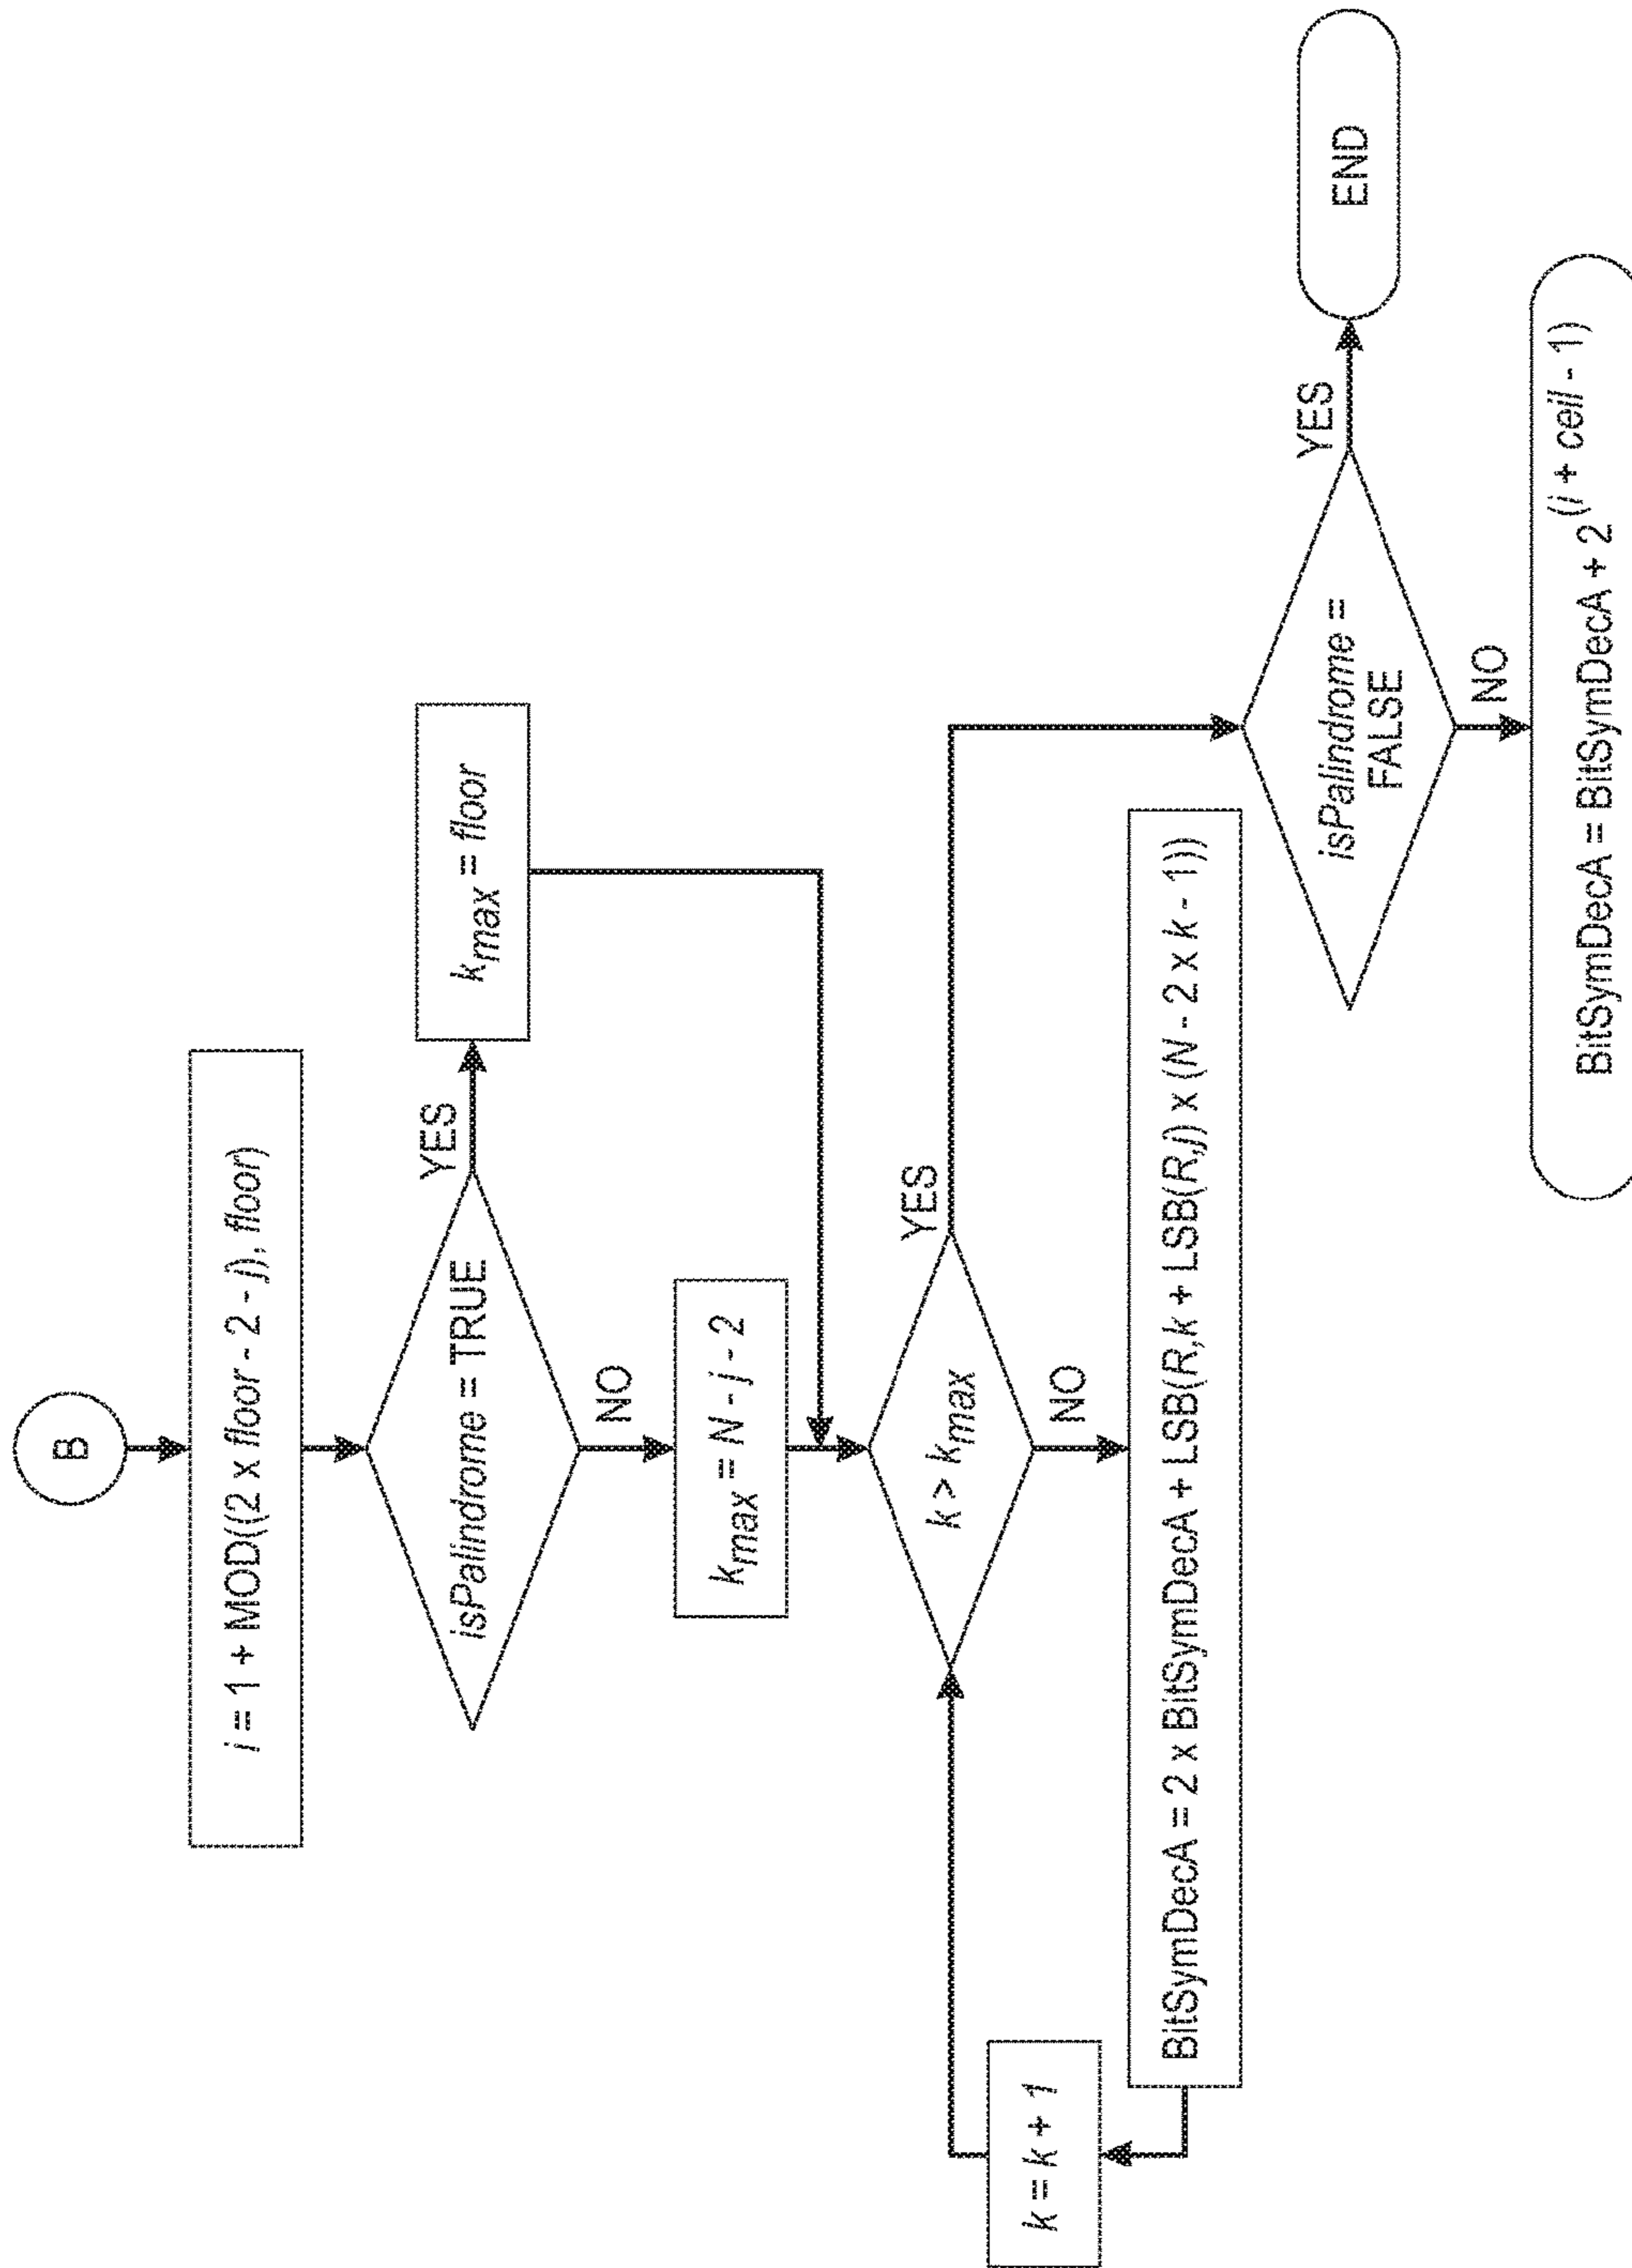 B
i = 1 + MOD((2 x floor - 2 - j), floor)
isPalindrome = TRUE
YES
kmax = floor
NO
kmax = N - j - 2
k > kmax
YES
NO
k = k + 1
BitSymDecA = 2 x BitSymDecA + LSB(R,k + LSB(R,j) x (N - 2 x k - 1))
isPalindrome =
FALSE
YES
END
NO
BitSymDecA = BitSymDecA + 2(i + ceil - 1)